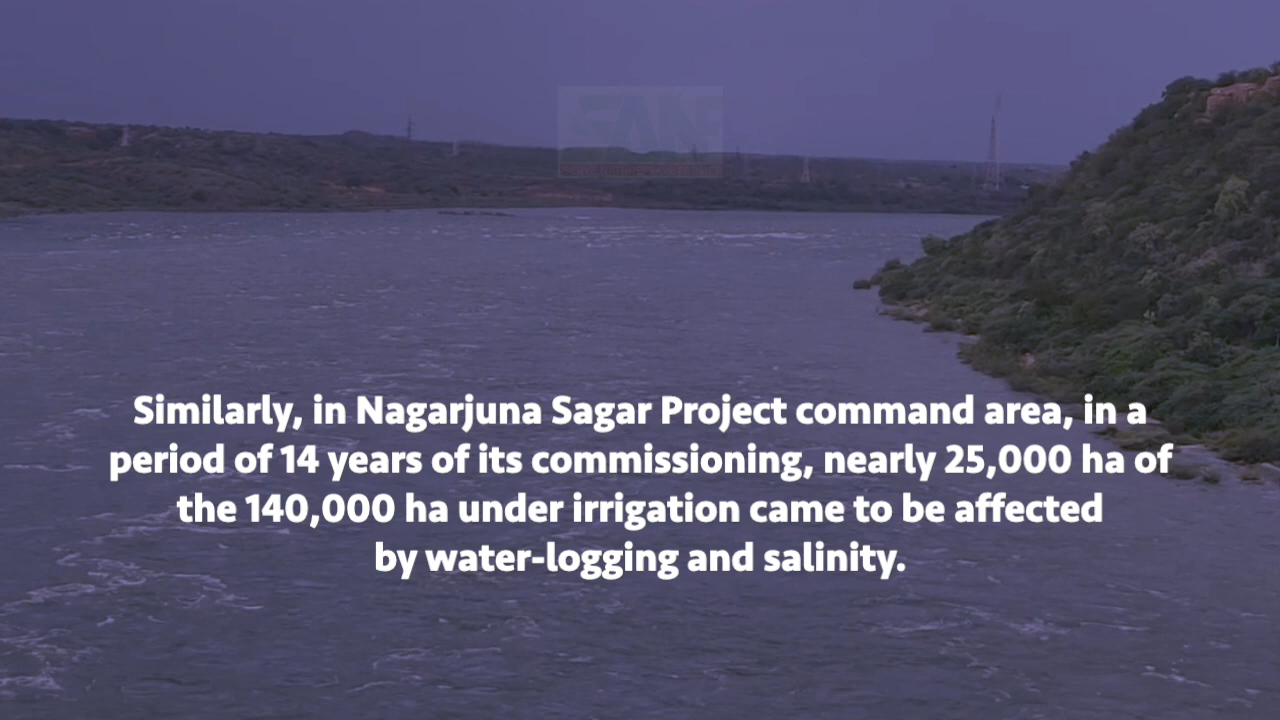 Similarly, in Nagarjuna Sagar Project command area, in a
period of 14 years of its commissioning, nearly 25,000 ha of
the 140,000 ha under irrigation came to be affected
by water-logging and salinity.